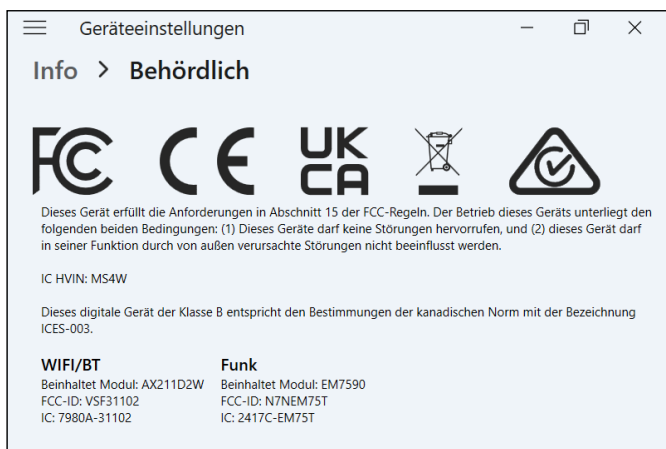 Geräteeinstellungen
Info > Behördlich
FC CE UK CA
Dieses Gerät erfüllt die Anforderungen in Abschnitt 15 der FCC-Regeln. Der Betrieb dieses Geräts unterliegt den
folgenden beiden Bedingungen: (1) Dieses Geräte darf keine Störungen hervorrufen, und (2) dieses Gerät darf
in seiner Funktion durch von außen verursachte Störungen nicht beeinflusst werden.
IC HVIN: MS4W
Dieses digitale Gerät der Klasse B entspricht den Bestimmungen der kanadischen Norm mit der Bezeichnung
ICES-003.
WIFI/BT Funk
Beinhaltet Modul: AX211D2W Beinhaltet Modul: EM7590
FCC-ID: VSF31102 FCC-ID: N7NEM75T
IC: 7980A-31102 IC: 2417C-EM75T